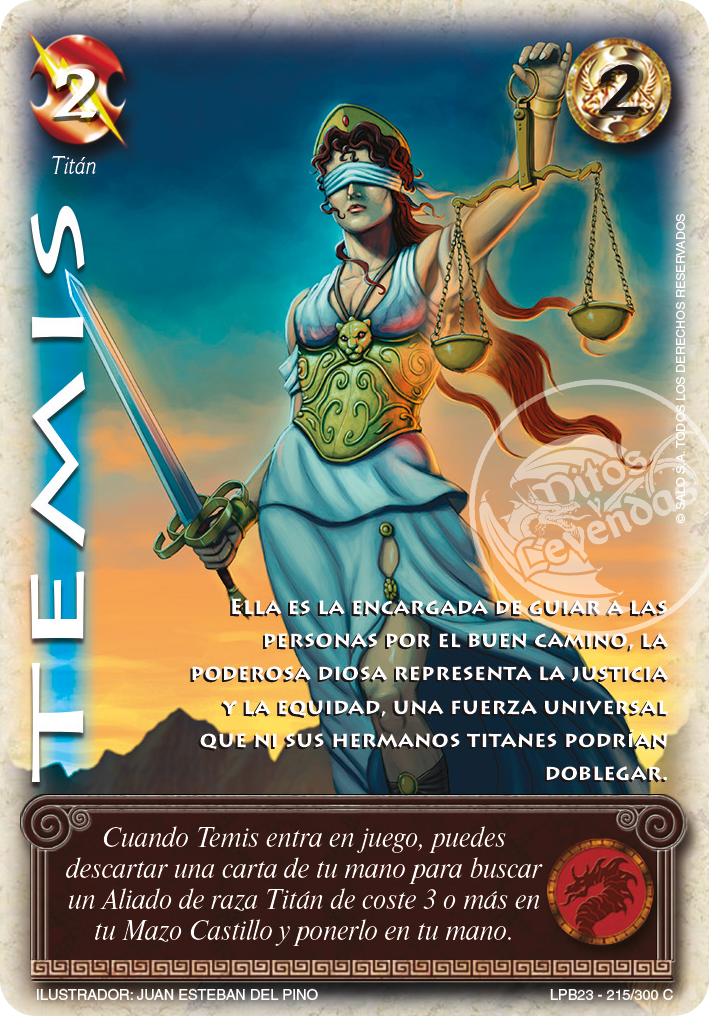 2
2
Titán
TEMIS
© SALO S.A. TODOS LOS DERECHOS RESERVADOS
Mitos
y
Leyendas
ELLA ES LA ENCARGADA DE GUIAR A LAS
PERSONAS POR EL BUEN CAMINO, LA
PODEROSA DIOSA REPRESENTA LA JUSTICIA
Y LA EQUIDAD, UNA FUERZA UNIVERSAL
QUE NI SUS HERMANOS TITANES PODRÍAN
DOBLEGAR.
Cuando Temis entra en juego, puedes
descartar una carta de tu mano para buscar
un Aliado de raza Titán de coste 3 o más en
tu Mazo Castillo y ponerlo en tu mano.
ILUSTRADOR: JUAN ESTEBAN DEL PINO
LPB23 - 215/300 C